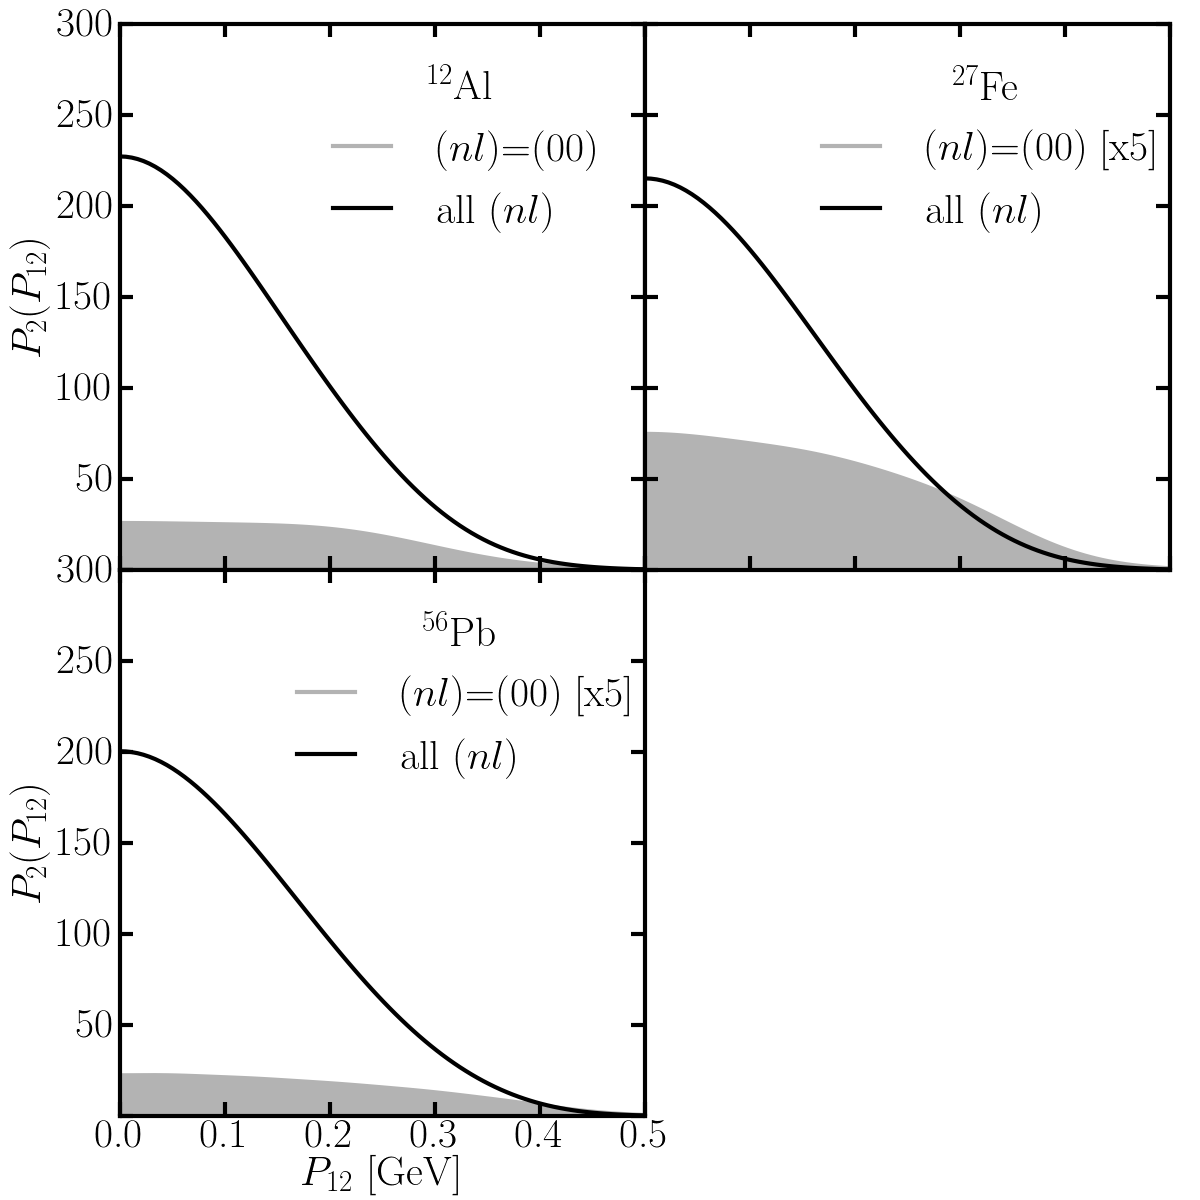 300
250
200
150
100
50
P₂(P₁₂)
¹²Al
(nl)=(00)
all (nl)
²⁷Fe
(nl)=(00) [x5]
all (nl)
300
250
200
150
100
50
P₂(P₁₂)
⁵⁶Pb
(nl)=(00) [x5]
all (nl)
0.0 0.1 0.2 0.3 0.4 0.5
P₁₂ [GeV]